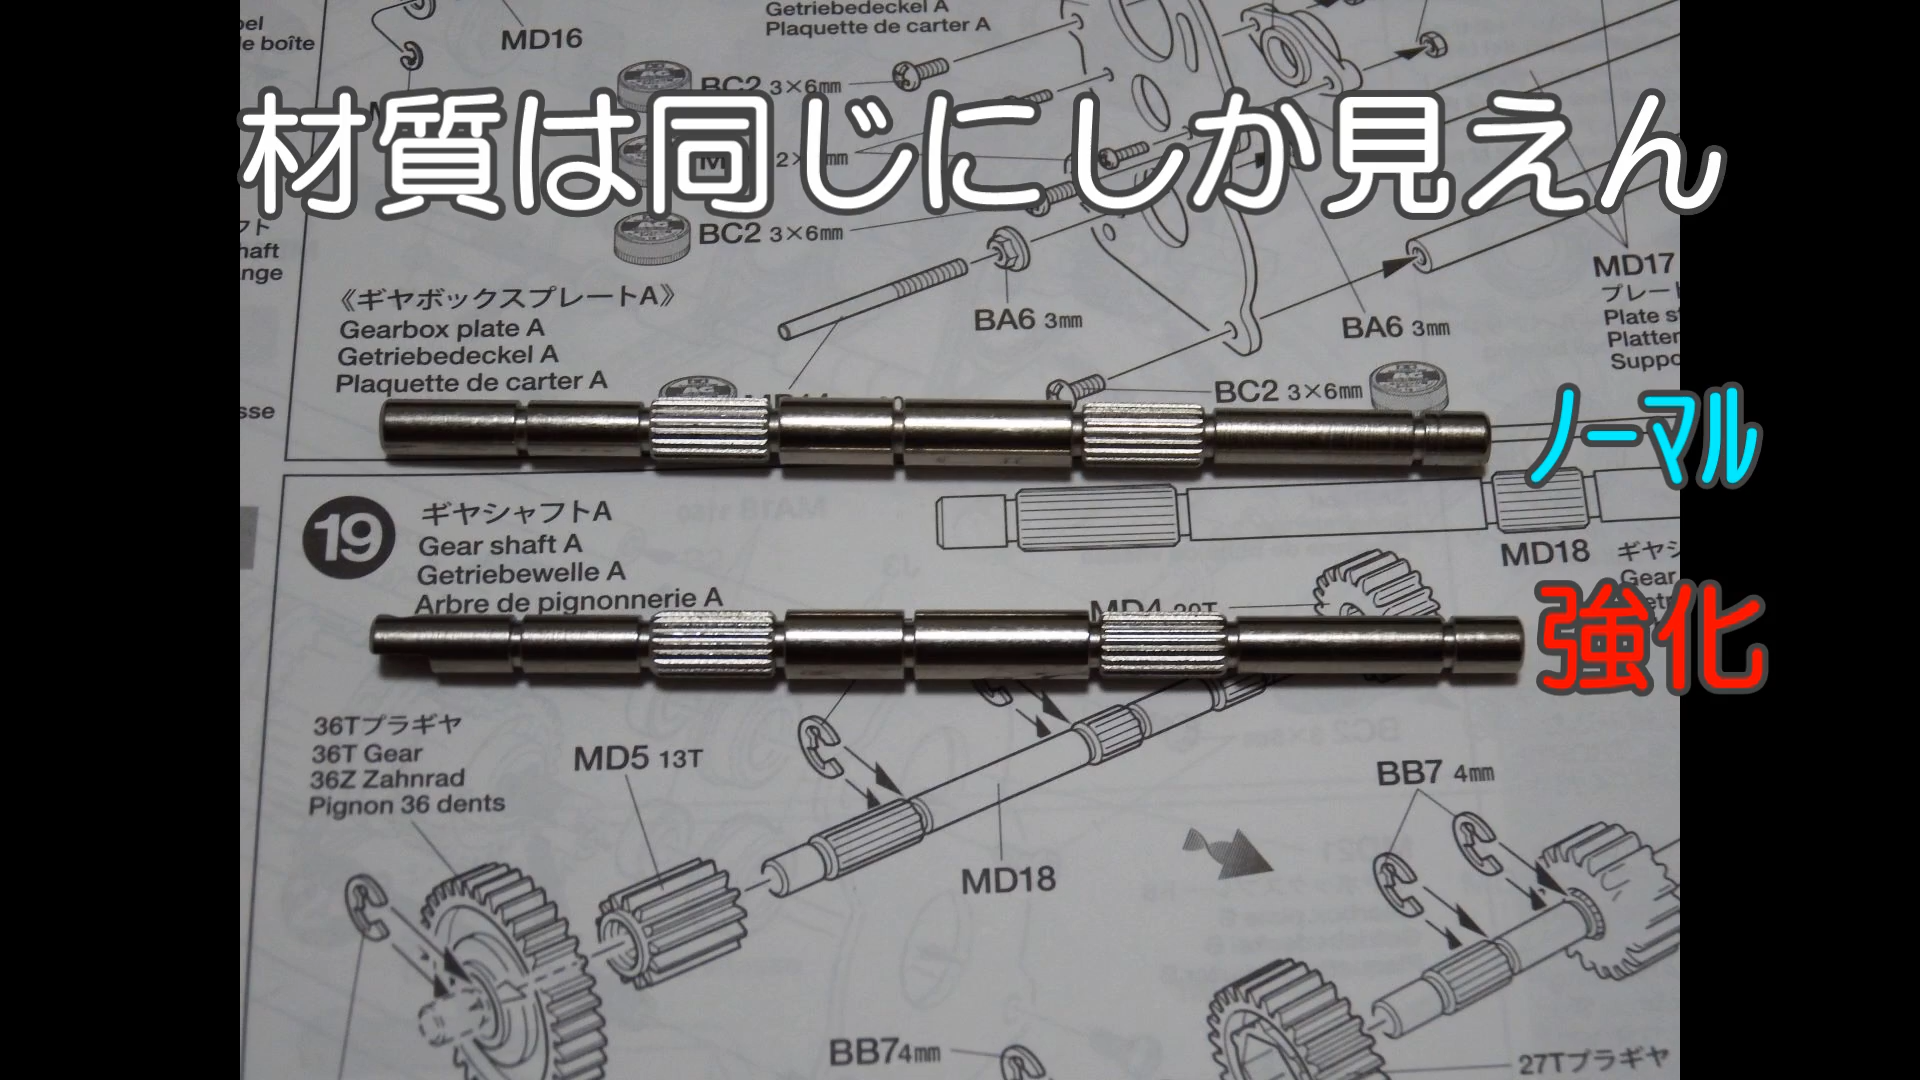 le boîte
MD16
Getriebedeckel A
Plaquette de carter A
BC2 3×6㎜
材質は同じにしか見えん
BC2 3×6㎜
《ギヤボックスプレートA》
Gearbox plate A
Getriebedeckel A
Plaquette de carter A
BA6 3㎜
BA6 3㎜
MD17
BC2 3×6㎜
ノーマル
19
ギヤシャフトA
Gear shaft A
Getriebewelle A
Arbre de pignonnerie A
MD18
Gear
強化
MD4 20T
36Tプラギヤ
36T Gear
36Z Zahnrad
Pignon 36 dents
MD5 13T
MD18
BB7 4㎜
BB7 4㎜
27Tプラギヤ